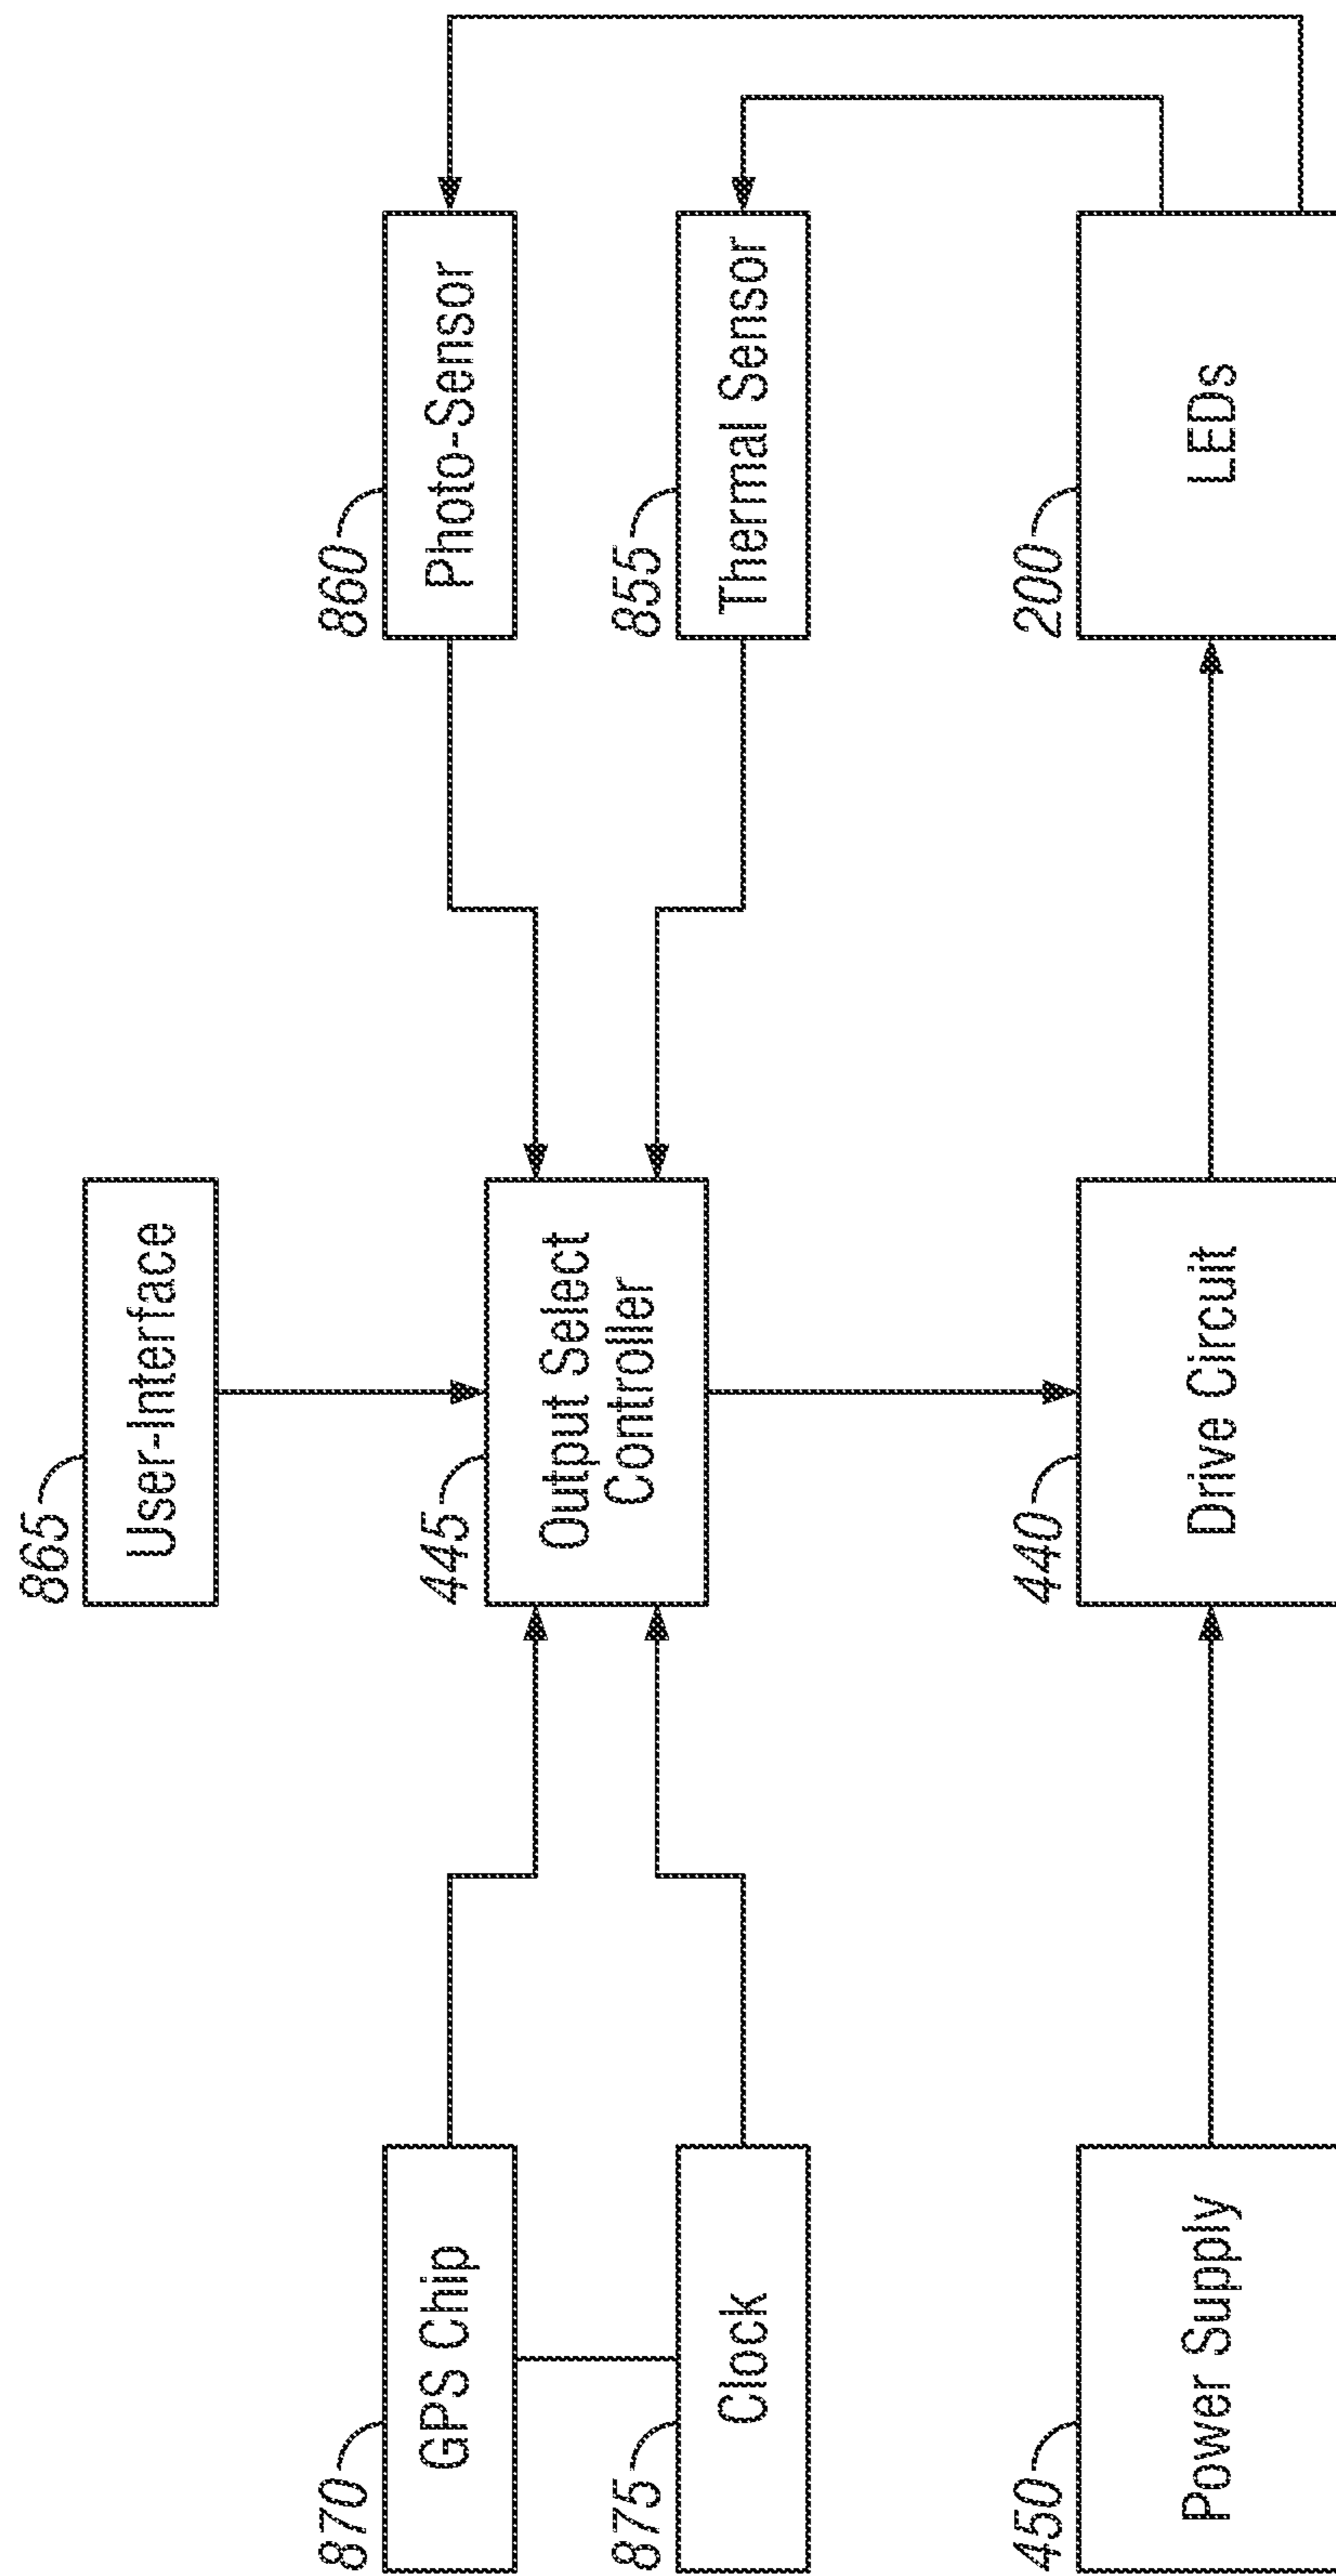 865
User-Interface
870
GPS Chip
445
Output Select
Controller
860
Photo-Sensor
875
Clock
855
Thermal Sensor
450
Power Supply
440
Drive Circuit
200
LEDs